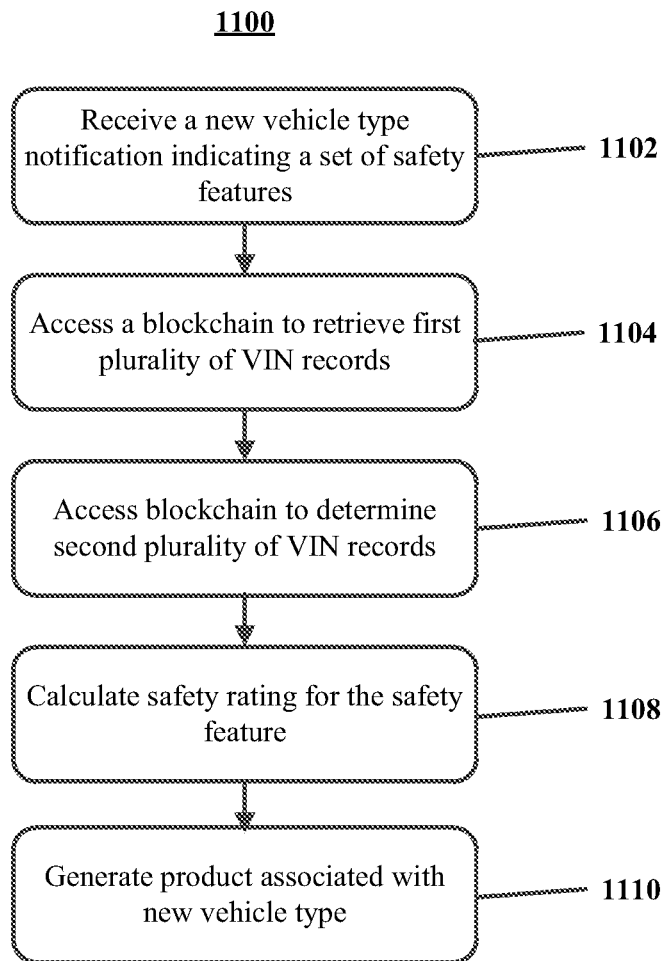 1100
Receive a new vehicle type
notification indicating a set of safety
features
1102
Access a blockchain to retrieve first
plurality of VIN records
1104
Access blockchain to determine
second plurality of VIN records
1106
Calculate safety rating for the safety
feature
1108
Generate product associated with
new vehicle type
1110